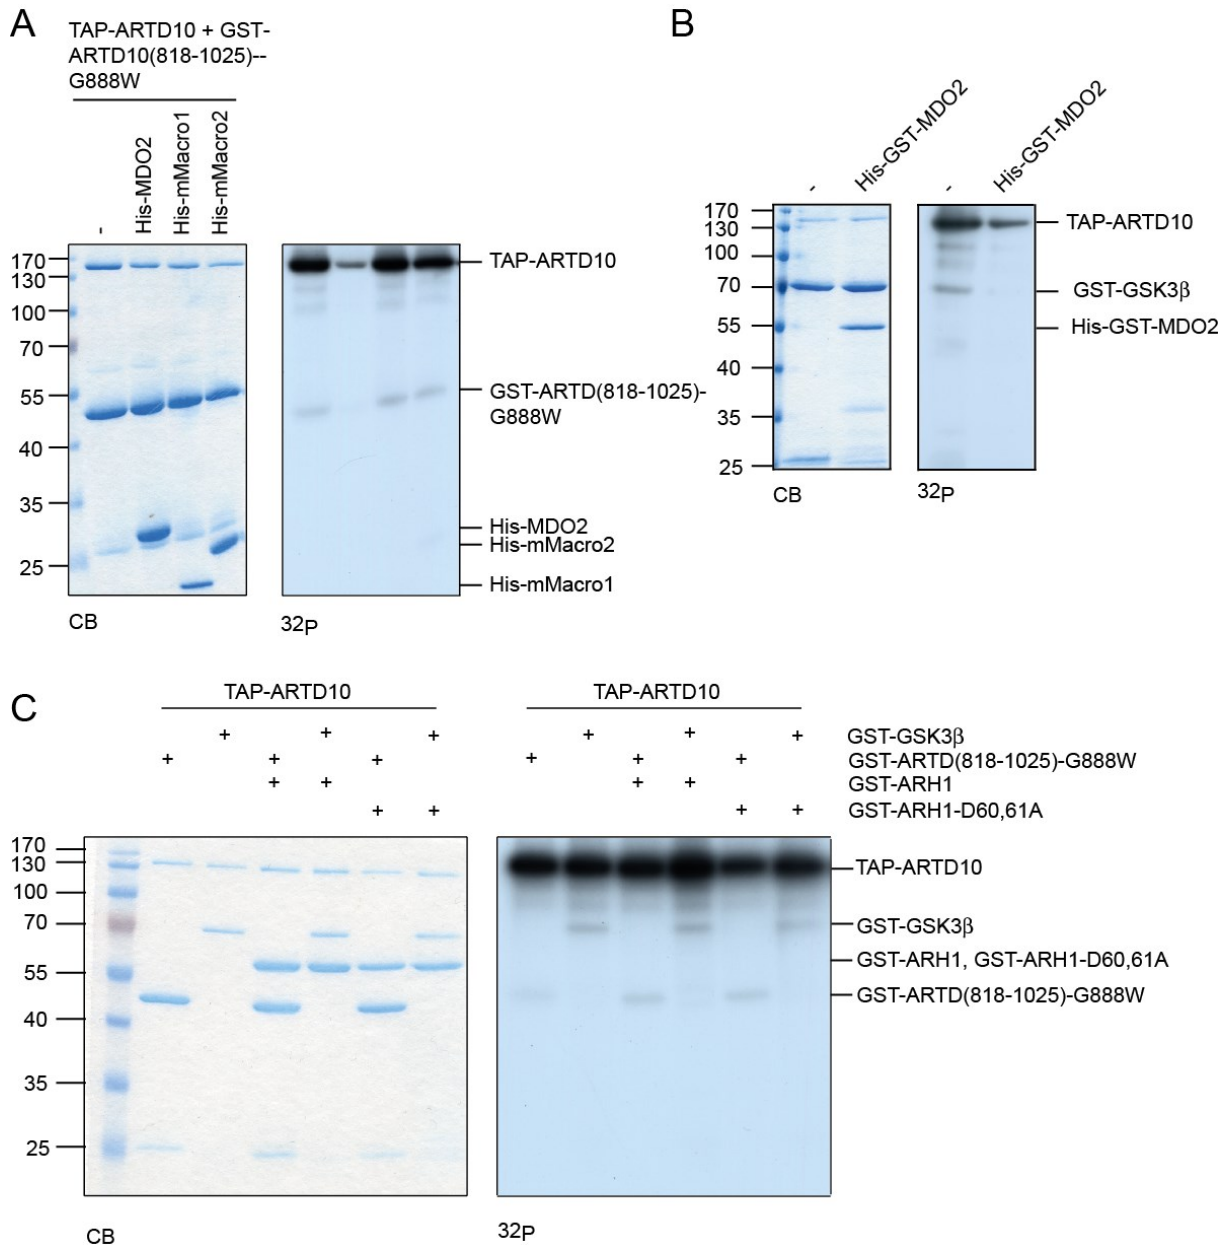 A
TAP-ARTD10 + GST-
ARTD10(818-1025)--
G888W
-
His-MDO2
His-mMacro1
His-mMacro2
170
130
100
70
55
40
35
25
TAP-ARTD10
GST-ARTD(818-1025)-
G888W
His-MDO2
His-mMacro2
His-mMacro1
CB
32P
B
-
His-GST-MDO2
-
His-GST-MDO2
170
130
100
70
55
40
35
25
TAP-ARTD10
GST-GSK3β
His-GST-MDO2
CB
32P
C
TAP-ARTD10
TAP-ARTD10
+ + + + + + GST-GSK3β
+ + + + + + GST-ARTD(818-1025)-G888W
+ + + + GST-ARH1
+ + + + GST-ARH1-D60,61A
170
130
100
70
55
40
35
25
TAP-ARTD10
GST-GSK3β
GST-ARH1, GST-ARH1-D60,61A
GST-ARTD(818-1025)-G888W
CB
32P